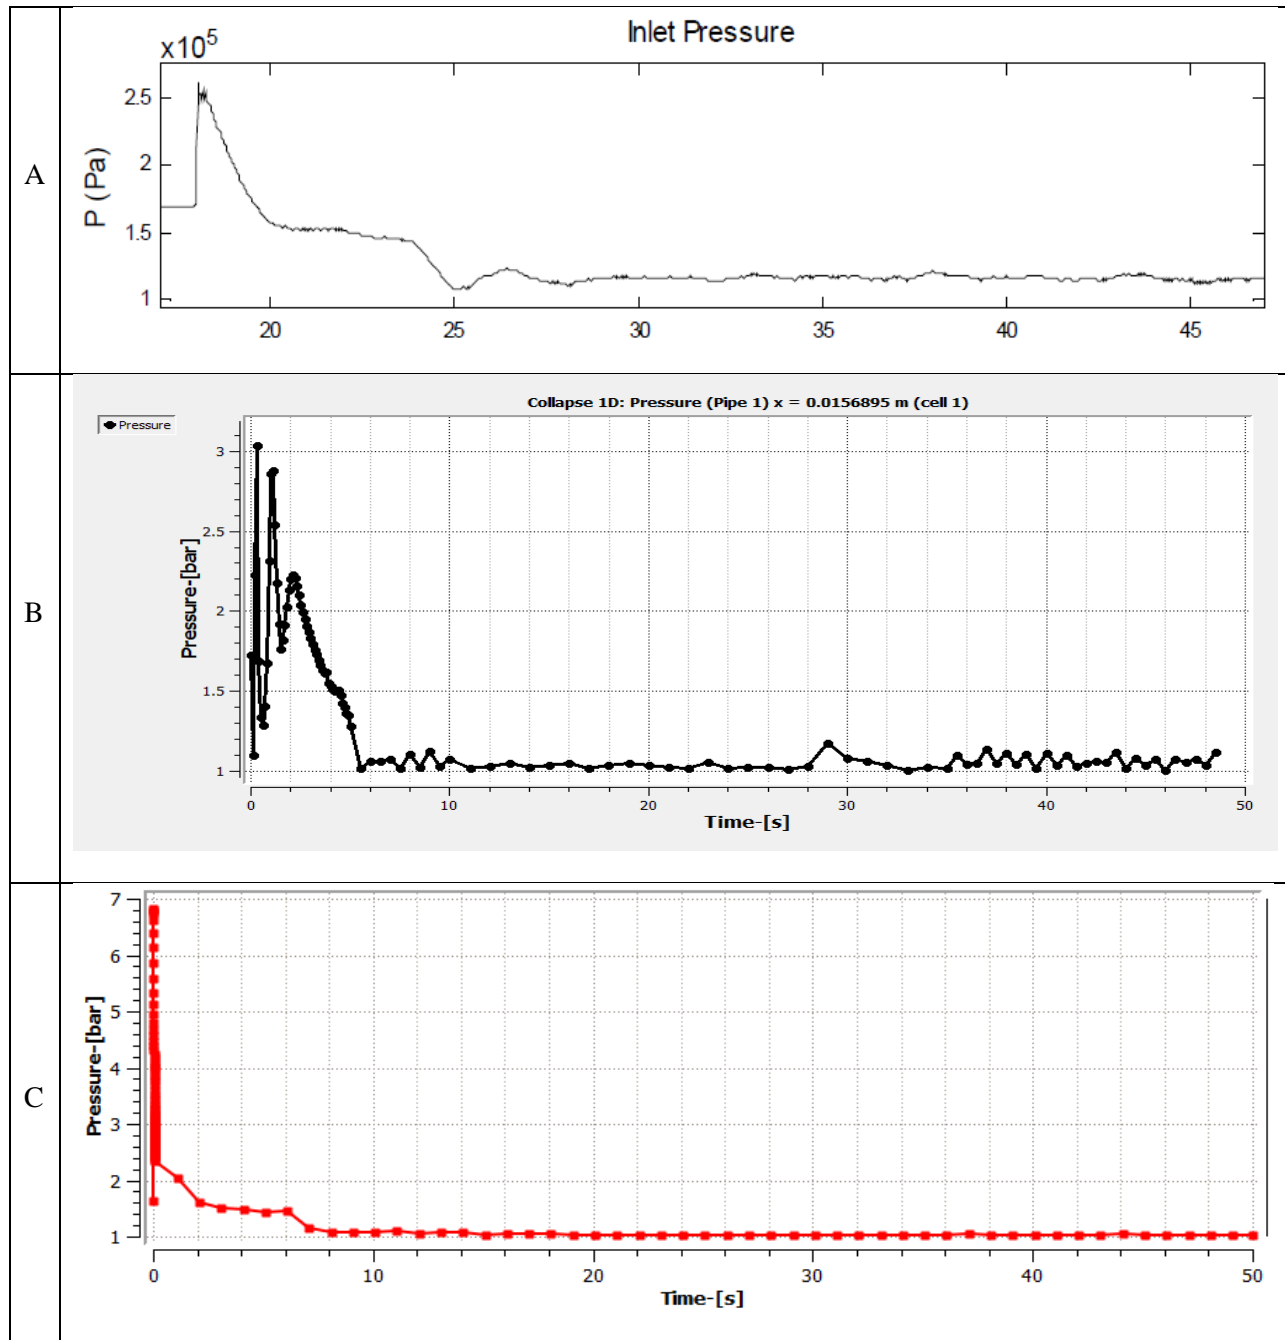 A
Inlet Pressure
x10⁵
P (Pa)
2.5
2
1.5
1
20 25 30 35 40 45
B
Collapse 1D: Pressure (Pipe 1) x = 0.0156895 m (cell 1)
Pressure
Pressure-[bar]
3
2.5
2
1.5
1
0 10 20 30 40 50
Time-[s]
C
Pressure-[bar]
7
6
5
4
3
2
1
0 10 20 30 40 50
Time-[s]